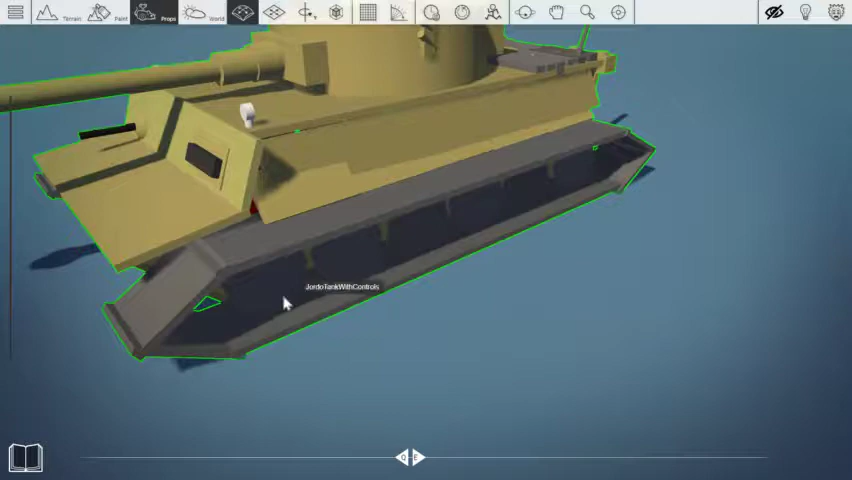 Terrain
Paint
Props
World
JordoTankWithControls
Q E